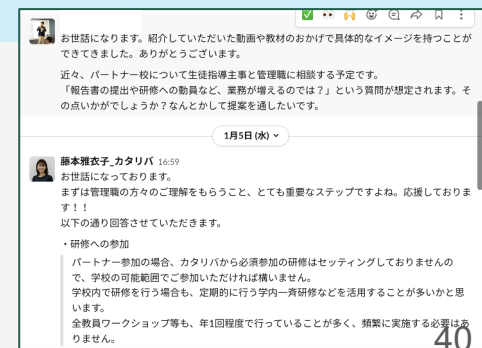 お世話になります。紹介していただいた動画や教材のおかげで具体的なイメージを持つことが
できてきました。ありがとうございます。
近々、パートナー校について生徒指導主事と管理職に相談する予定です。
「報告書の提出や研修への動員など、業務が増えるのでは？」という質問が想定されます。そ
の点いかがでしょうか？なんとかして提案を通したいです。
1月5日 (水)
藤本雅衣子_カタリバ 16:59
お世話になっております。
まずは管理職の方々のご理解をもらうこと、とても重要なステップですよね。応援しておりま
す！！
以下の通り回答させていただきます。
・研修への参加
パートナー参加の場合、カタリバから必須参加の研修はセッティングしておりませんの
で、学校の可能範囲でご参加いただければ構いません。
学校内で研修を行う場合も、定期的に行う学内一斉研修などを活用することが多いかと思
います。
全教員ワークショップ等も、年1回程度で行っていることが多く、頻繁に実施する必要はあ
りません。
40